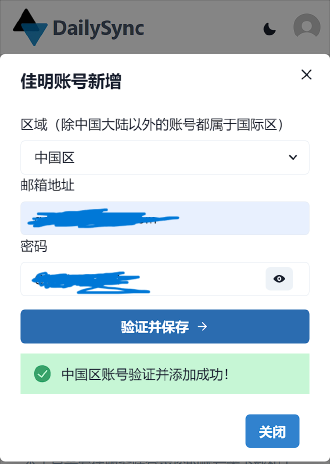 DailySync
佳明账号新增
区域（除中国大陆以外的账号都属于国际区）
中国区
邮箱地址
密码
验证并保存 →
中国区账号验证并添加成功！
关闭